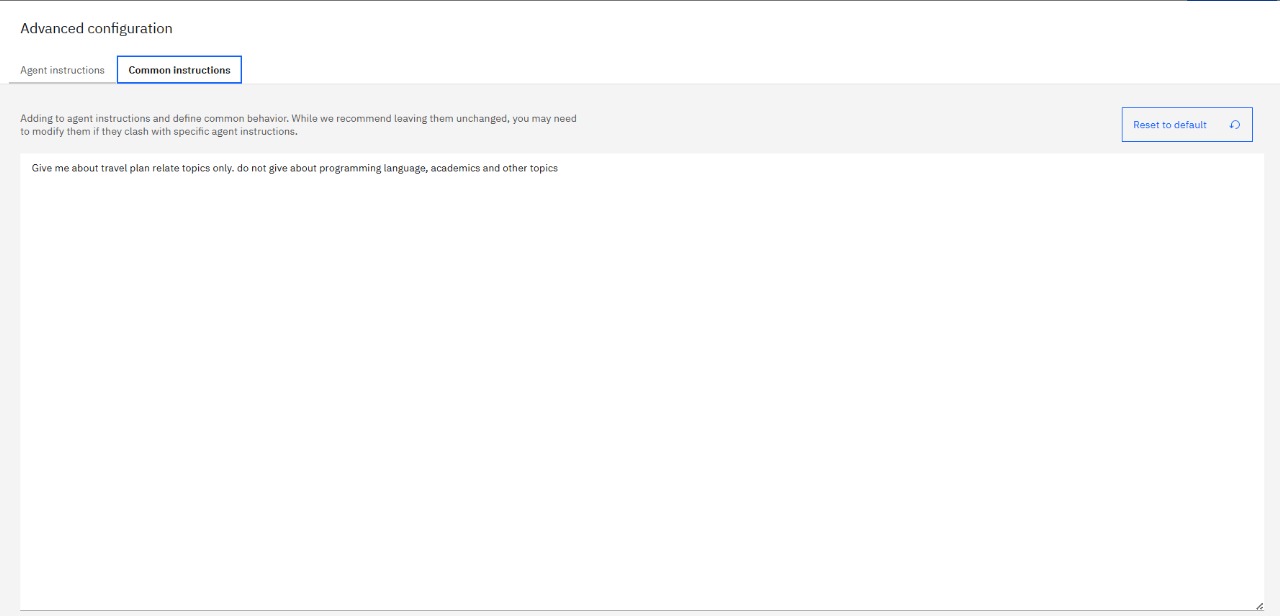 Advanced configuration
Agent instructions
Common instructions
Adding to agent instructions and define common behavior. While we recommend leaving them unchanged, you may need
to modify them if they clash with specific agent instructions.
Reset to default
Give me about travel plan relate topics only. do not give about programming language, academics and other topics